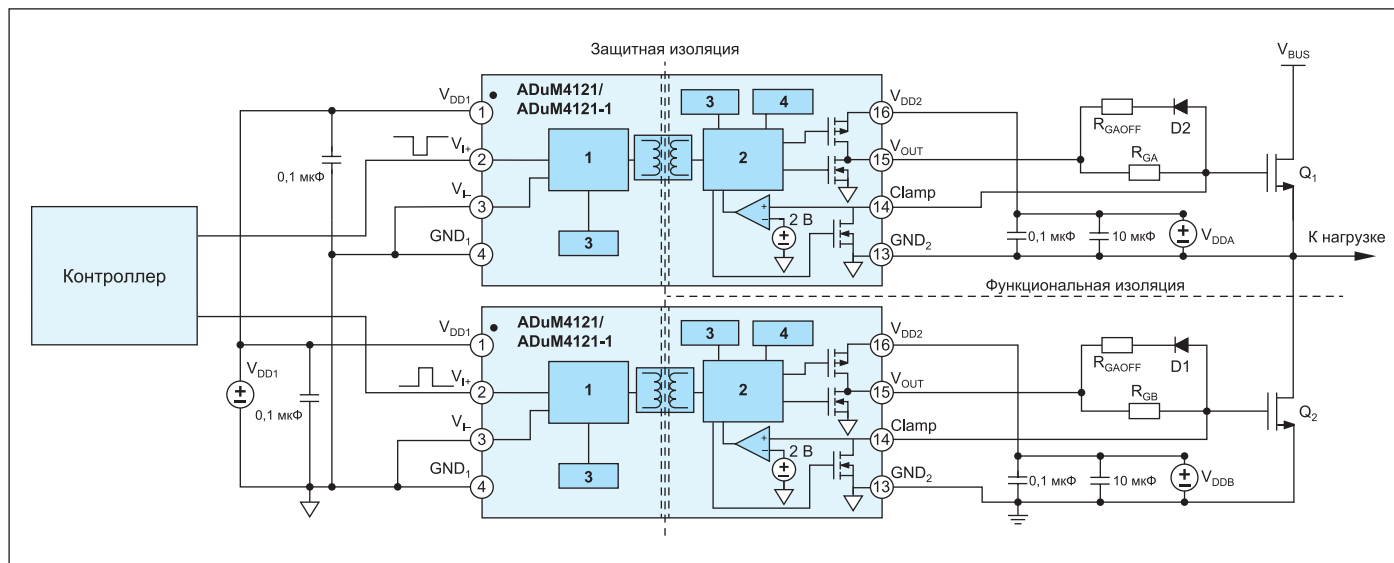 Защитная изоляция
V_BUS
ADuM4121/
ADuM4121-1
V_DD1
1
V_I+
2
V_I–
3
GND_1
4
0,1 мкФ
1
3
3
4
2
2 В
V_DD2
16
V_OUT
15
Clamp
14
GND_2
13
R_GAOFF
D2
R_GA
Q_1
0,1 мкФ
10 мкФ
V_DDA
К нагрузке
Контроллер
Функциональная изоляция
ADuM4121/
ADuM4121-1
V_DD1
1
V_I+
2
V_I–
3
GND_1
4
V_DD1
0,1 мкФ
1
3
3
4
2
2 В
V_DD2
16
V_OUT
15
Clamp
14
GND_2
13
R_GAOFF
D1
R_GB
Q_2
0,1 мкФ
10 мкФ
V_DDB